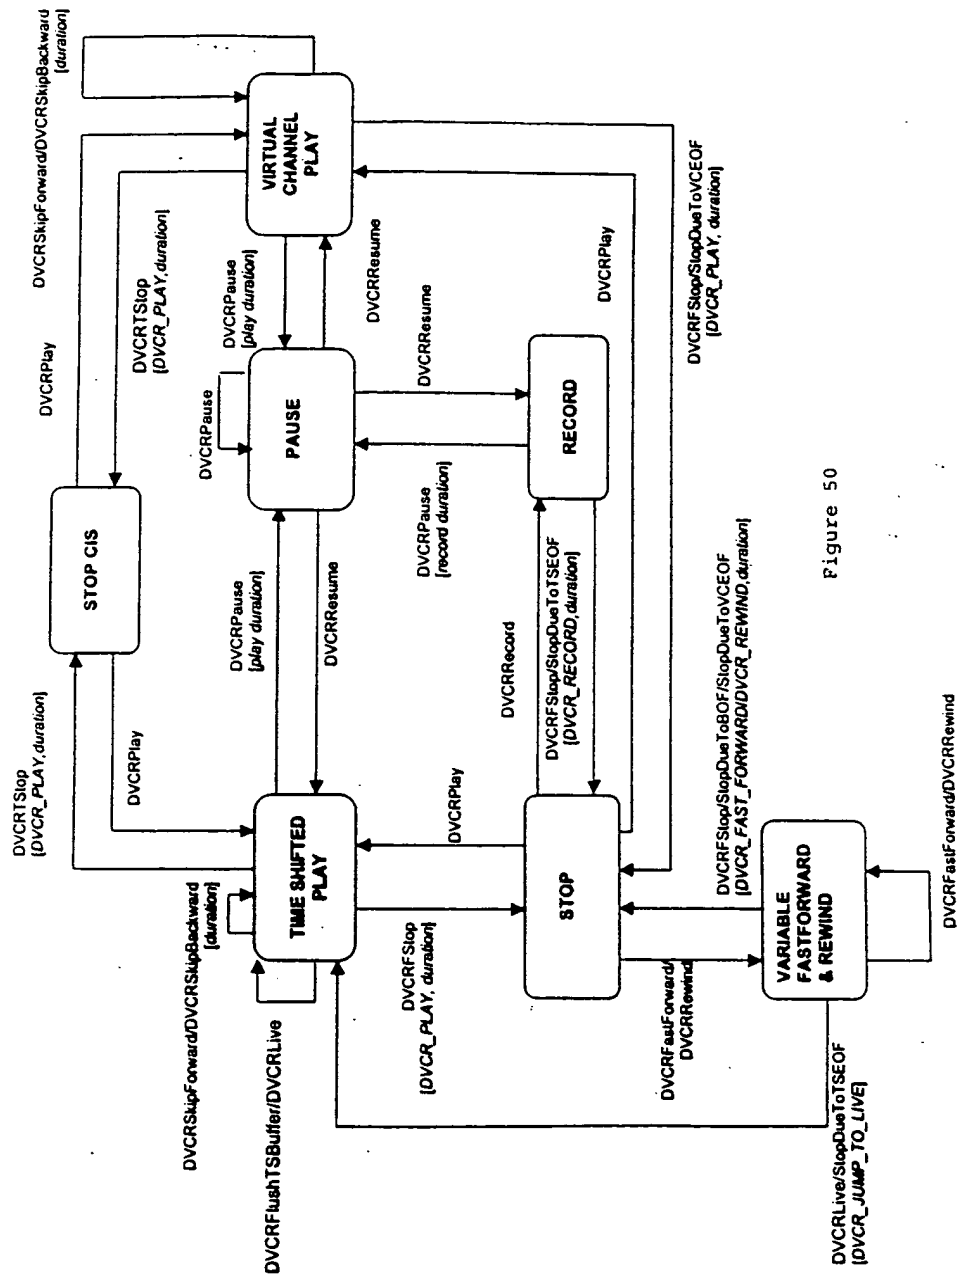 DVCRTStop
[DVCR_PLAY,duration]
DVCRPlay
DVCRSkipForward/DVCRSkipBackward
[duration]
STOP CIS
DVCRPlay
DVCRTStop
[DVCR_PLAY,duration]
DVCRSkipForward/DVCRSkipBackward
[duration]
DVCRFlushTSBuffer/DVCRLive
TIME SHIFTED
PLAY
DVCRPause
[play duration]
DVCRResume
DVCRPause
PAUSE
DVCRPause
[play duration]
DVCRResume
VIRTUAL
CHANNEL
PLAY
DVCRFStop
[DVCR_PLAY, duration]
DVCRPlay
DVCRPause
[record duration]
DVCRResume
STOP
DVCRRecord
DVCRFStop/StopDueToTSEOF
[DVCR_RECORD,duration]
RECORD
DVCRPlay
DVCRFStop/StopDueToVCEOF
[DVCR_PLAY, duration]
DVCRFastForward/
DVCRRewind
DVCRFStop/StopDueToBOF/StopDueToVCEOF
[DVCR_FAST_FORWARD/DVCR_REWIND,duration]
DVCRLive/StopDueToTSEOF
[DVCR_JUMP_TO_LIVE]
VARIABLE
FASTFORWARD
& REWIND
DVCRFastForward/DVCRRewind
Figure 50